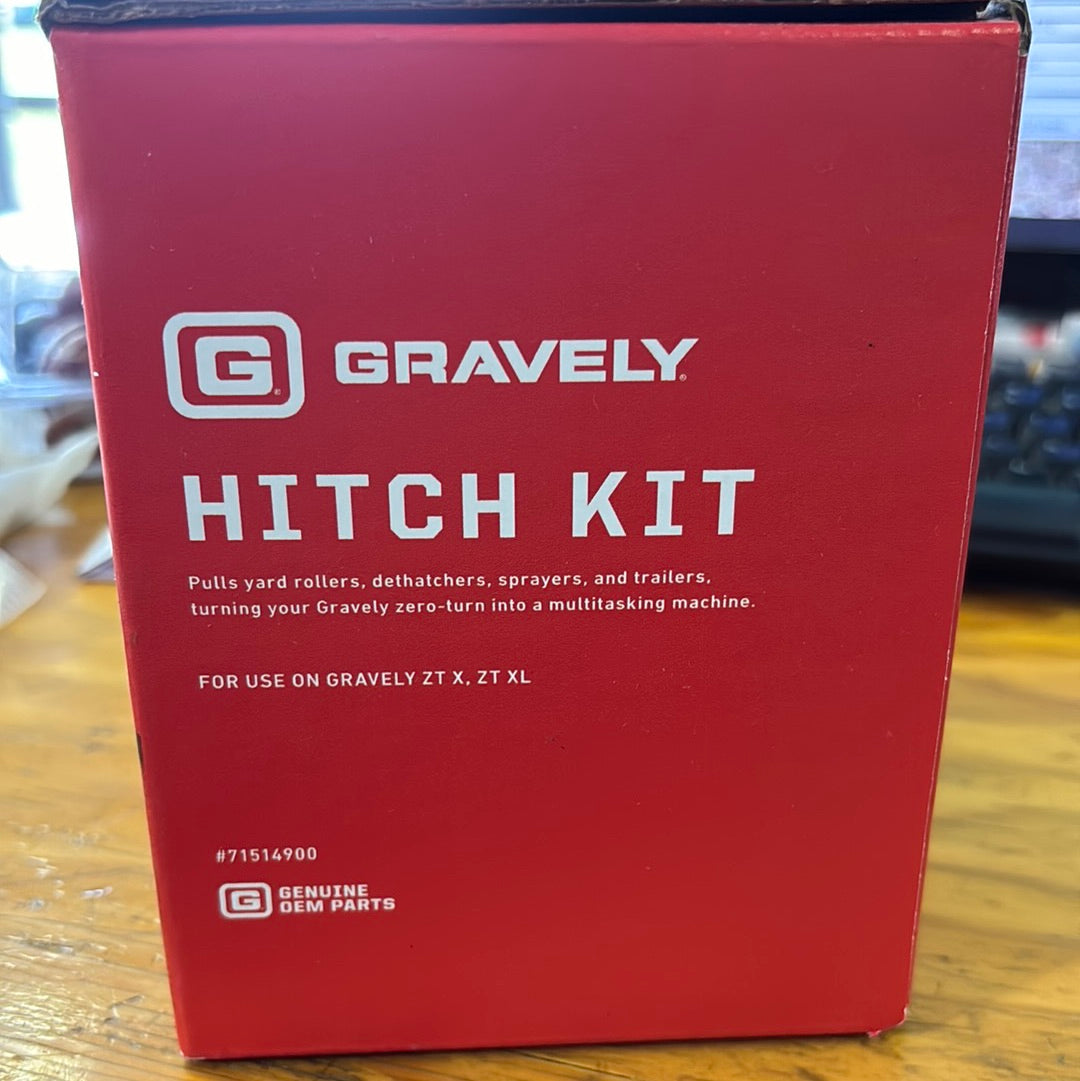 G GRAVELY
HITCH KIT
Pulls yard rollers, dethatchers, sprayers, and trailers,
turning your Gravely zero-turn into a multitasking machine.
FOR USE ON GRAVELY ZT X, ZT XL
#71514900
G GENUINE
OEM PARTS